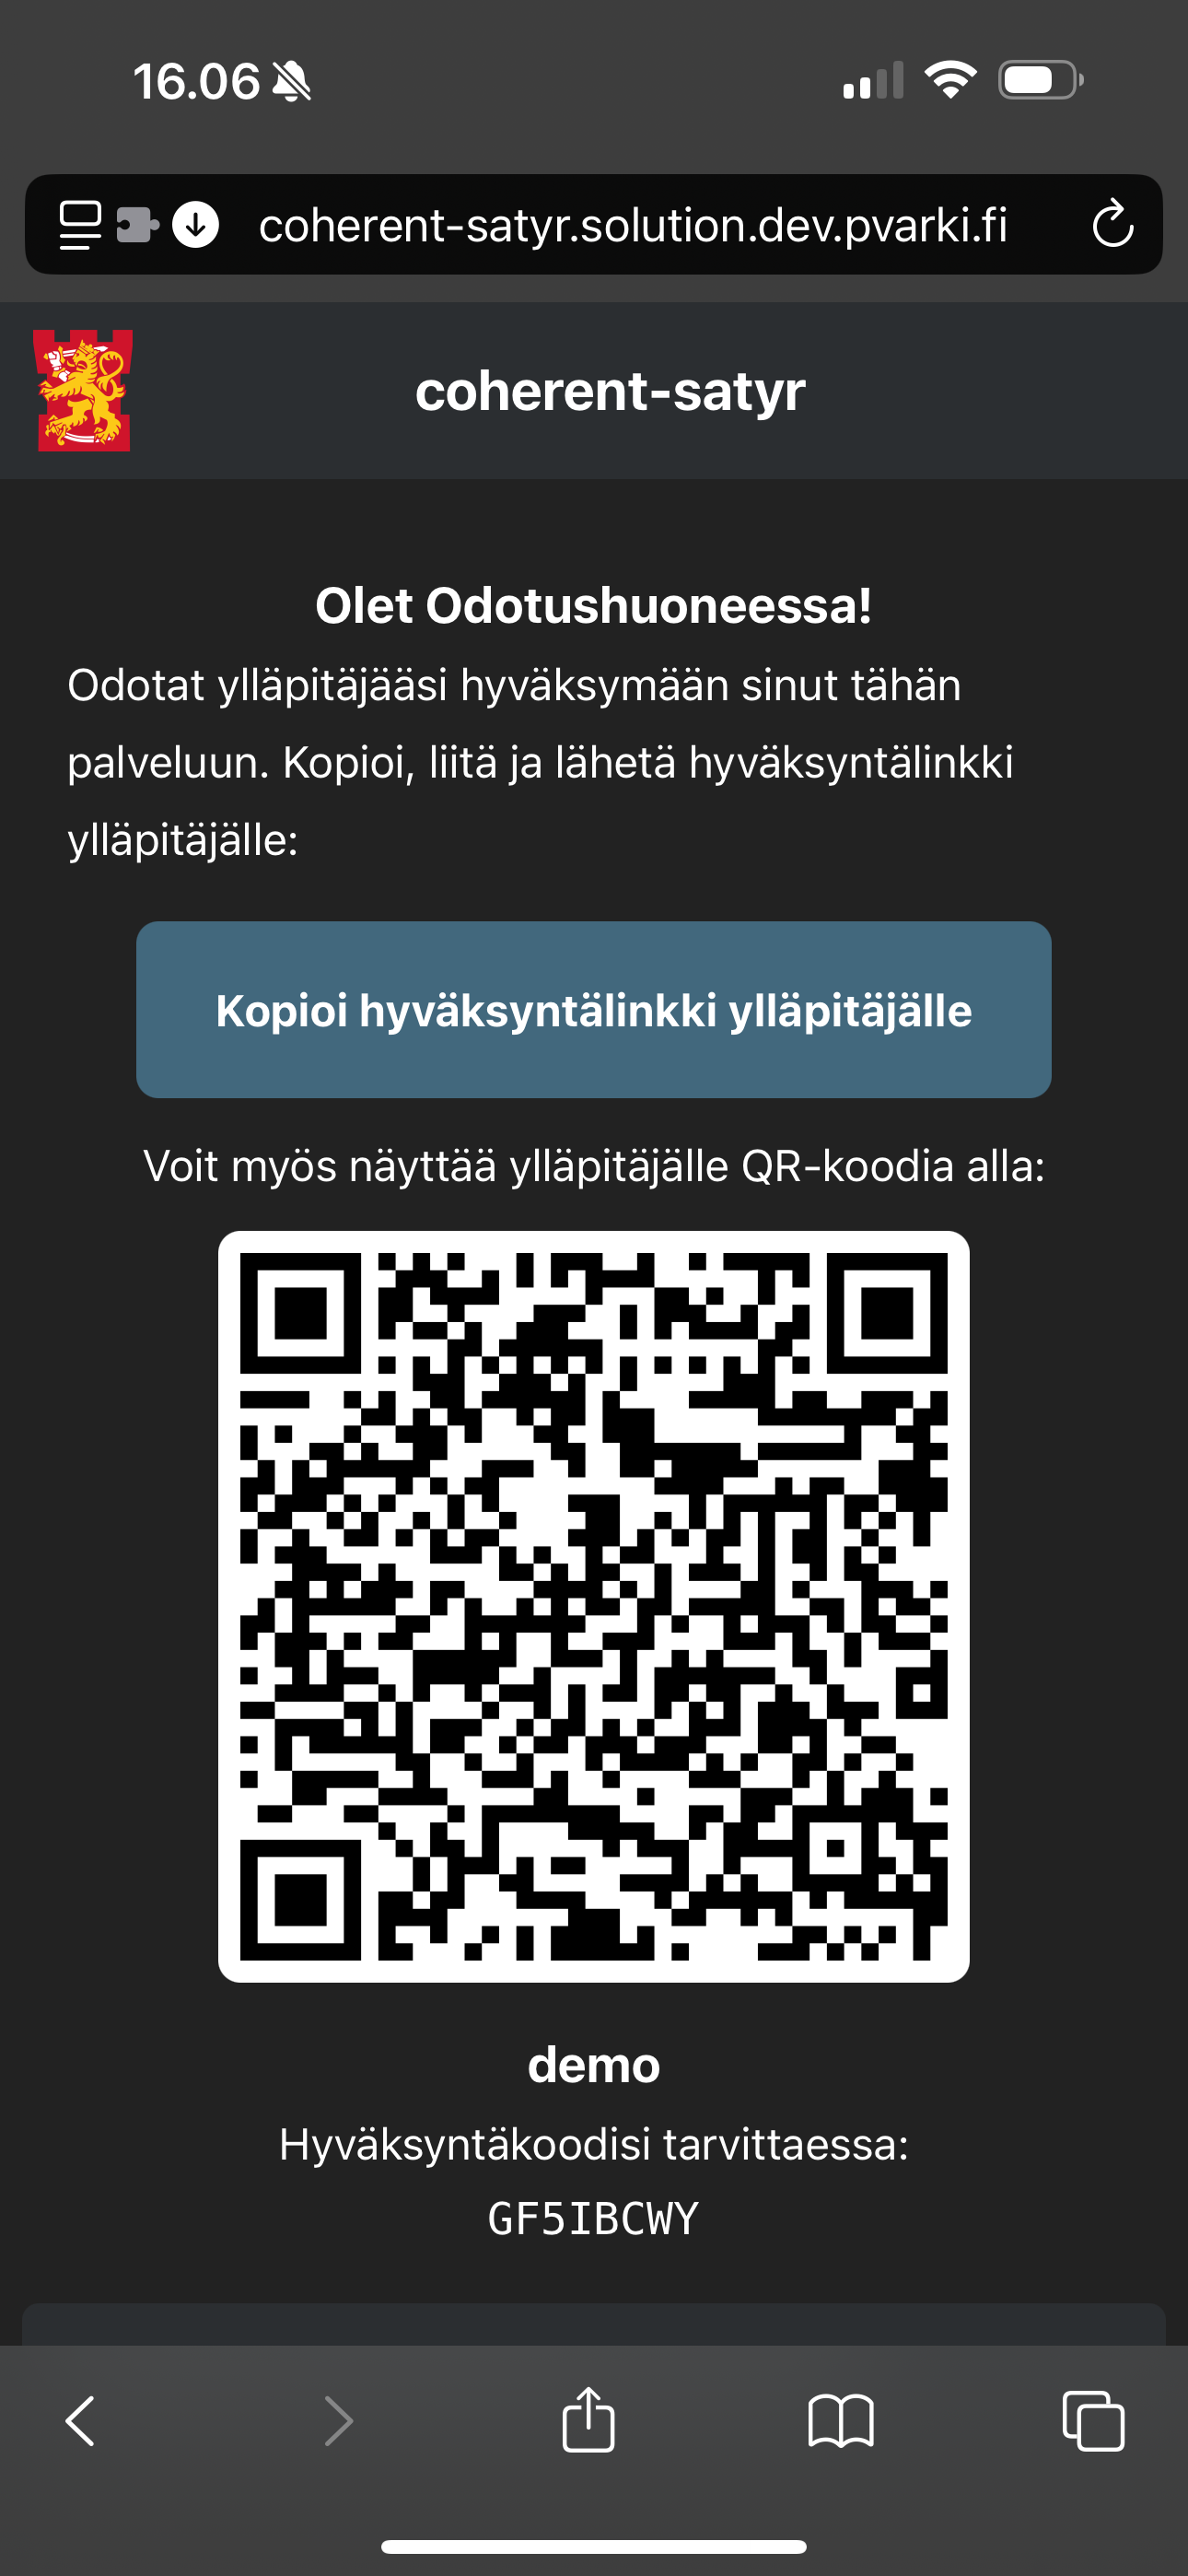 16.06
coherent-satyr.solution.dev.pvarki.fi
coherent-satyr
Olet Odotushuoneessa!
Odotat ylläpitäjääsi hyväksymään sinut tähän
palveluun. Kopioi, liitä ja lähetä hyväksyntälinkki
ylläpitäjälle:
Kopioi hyväksyntälinkki ylläpitäjälle
Voit myös näyttää ylläpitäjälle QR-koodia alla:
demo
Hyväksyntäkoodisi tarvittaessa:
GF5IBCWY